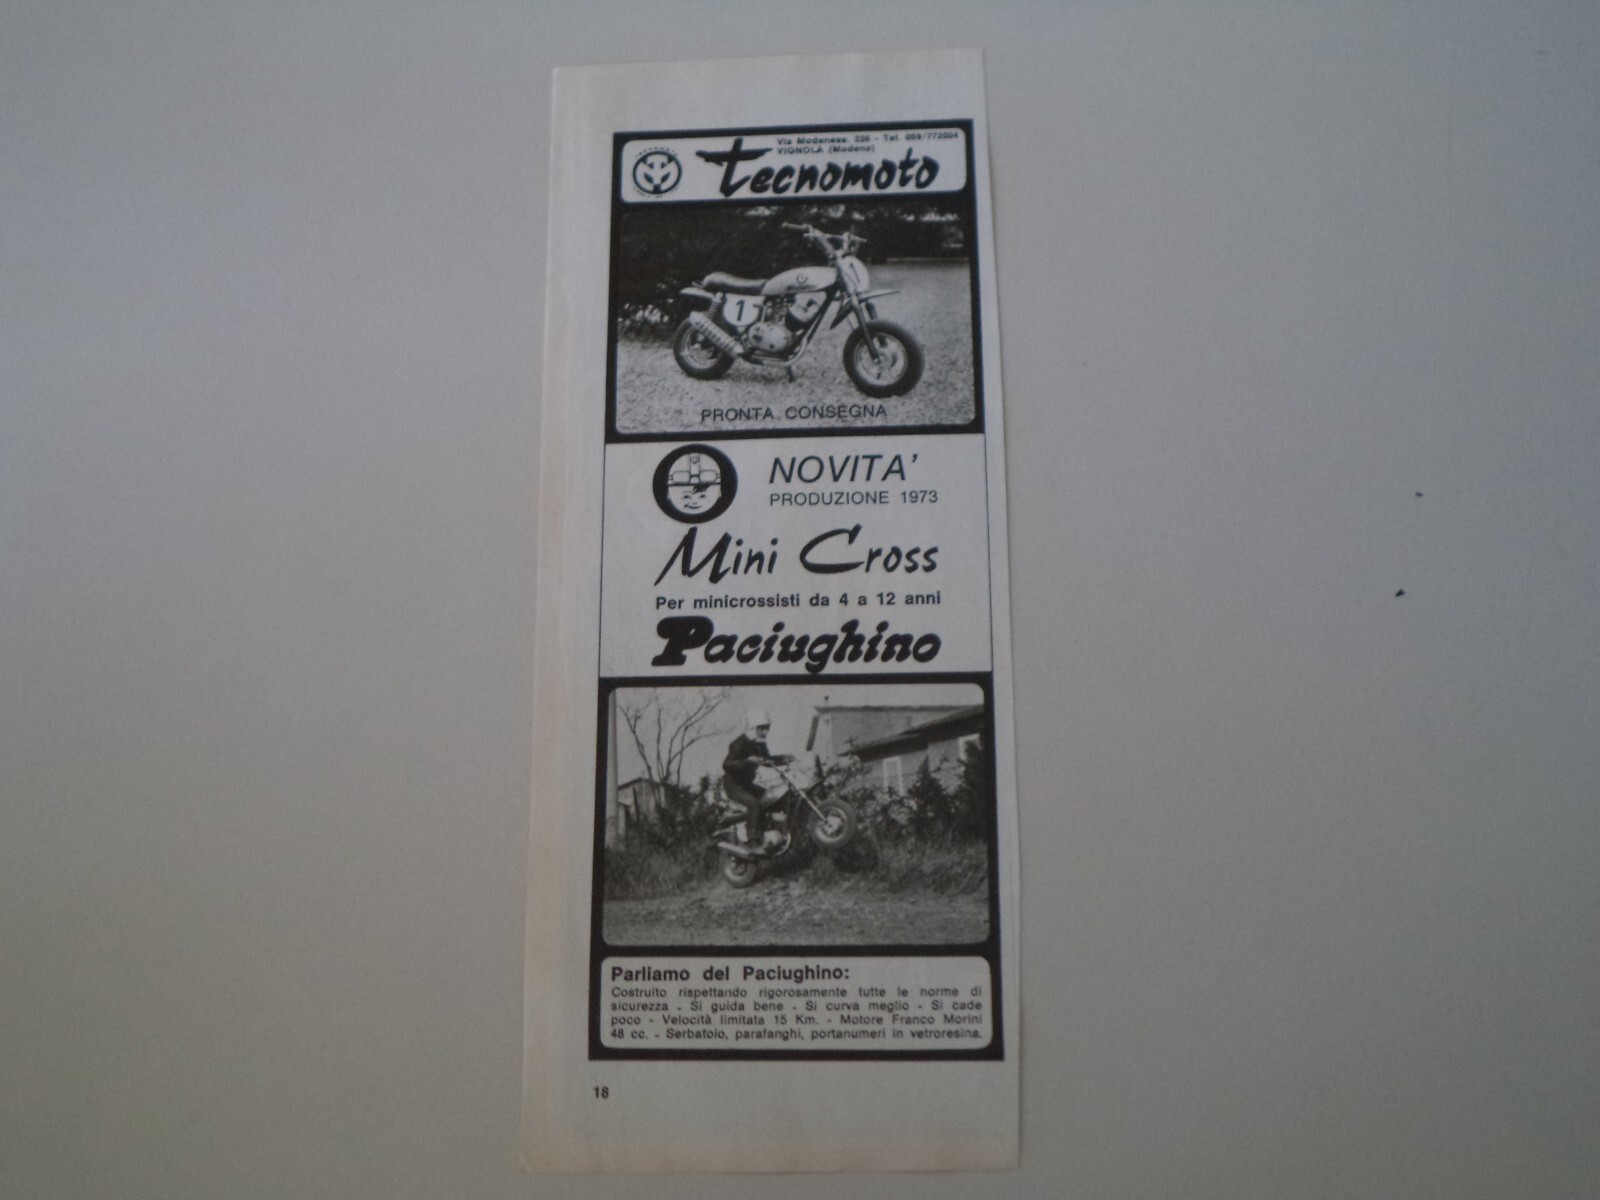 Via Modenese, 226 - Tel. 059/772004
VIGNOLA (Modena)
tecnomoto
1
1
PRONTA CONSEGNA
NOVITA'
PRODUZIONE 1973
Mini Cross
Per minicrossisti da 4 a 12 anni
Paciughino
Parliamo del Paciughino:
Costruito rispettando rigorosamente tutte le norme di
sicurezza - Si guida bene - Si curva meglio - Si cade
poco - Velocità limitata 15 Km. - Motore Franco Morini
48 cc. - Serbatoio, parafanghi, portanumeri in vetroresina.
18